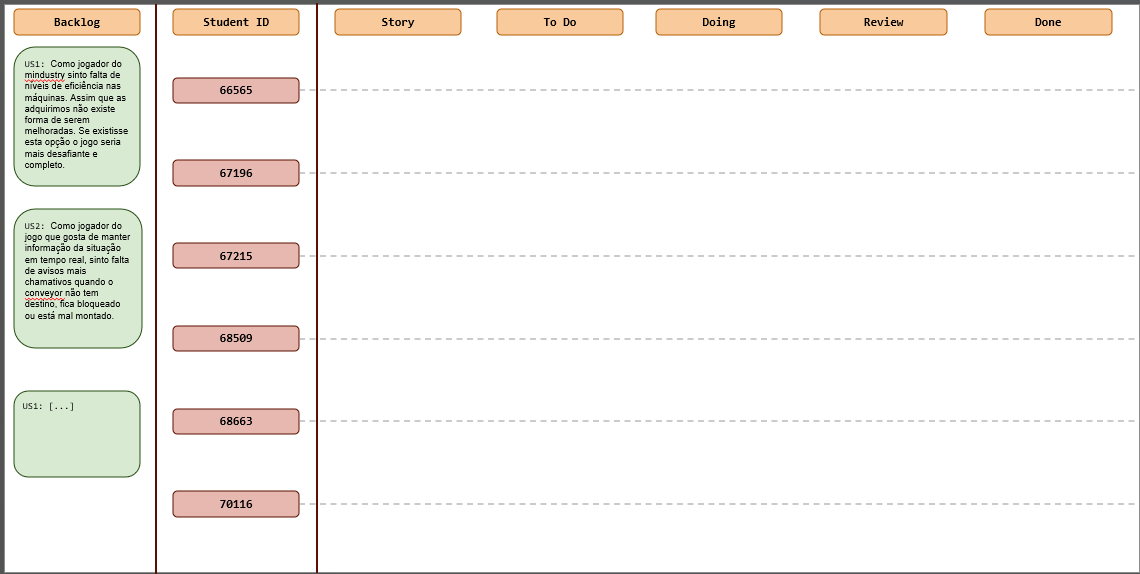 Backlog
Student ID
Story
To Do
Doing
Review
Done
US1: Como jogador do
mindustry sinto falta de
níveis de eficiência nas
máquinas. Assim que as
adquirimos não existe
forma de serem
melhoradas. Se existisse
esta opção o jogo seria
mais desafiante e
completo.
US2: Como jogador do
jogo que gosta de manter
informação da situação
em tempo real, sinto falta
de avisos mais
chamativos quando o
conveyor não tem
destino, fica bloqueado
ou está mal montado.
US1: [...]
66565
67196
67215
68509
68663
70116